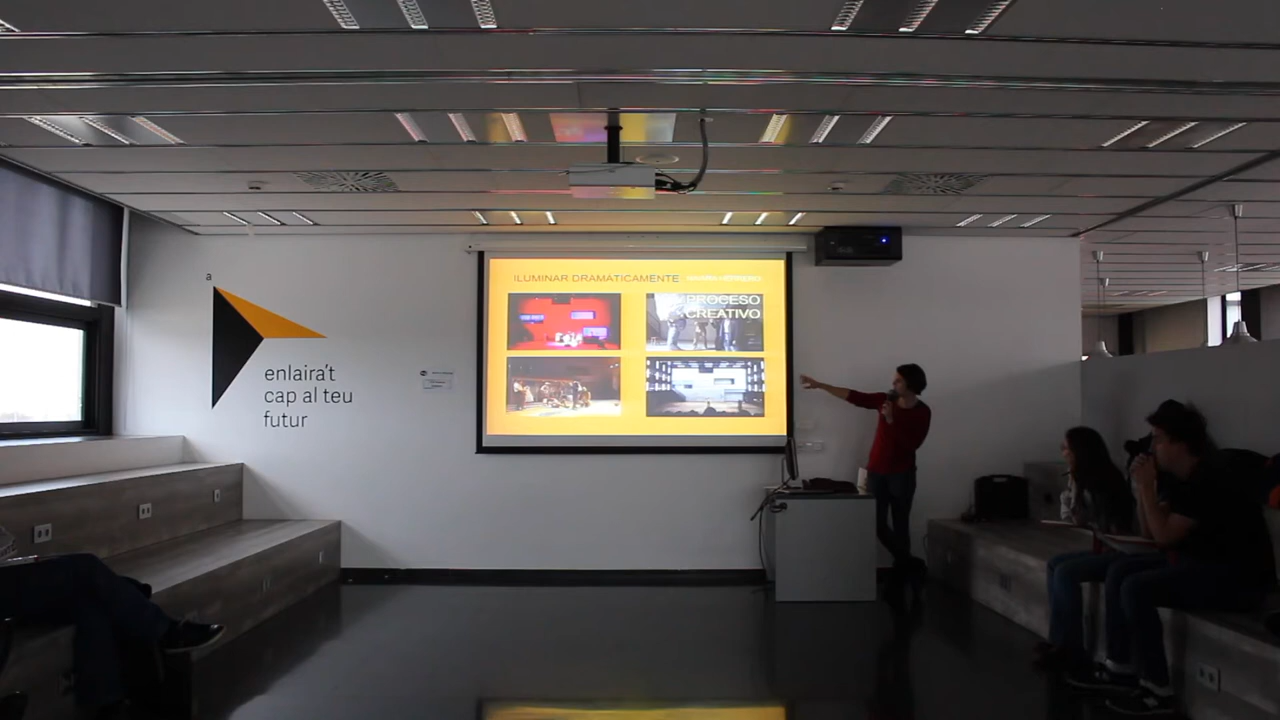 a
enlaira't
cap al teu
futur
ILUMINAR DRAMATICAMENTE
PROCESO
CREATIVO